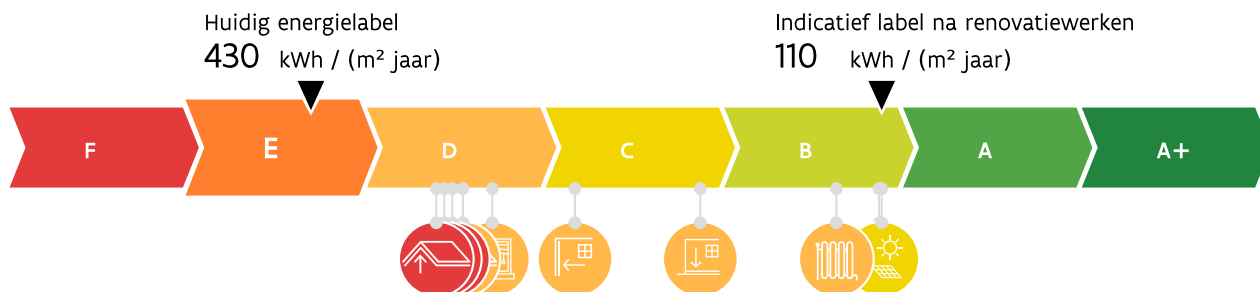 Huidig energielabel
430 kWh / (m² jaar)
Indicatief label na renovatiewerken
110 kWh / (m² jaar)
F E D C B A A+